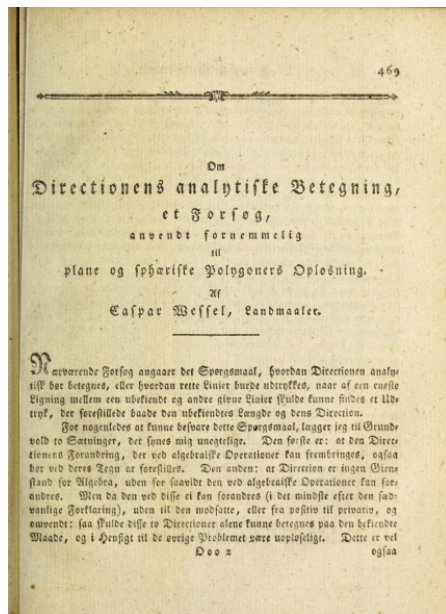 469
Om
Directionens analytiske Betegning,
et Forsøg,
anvendt fornemmelig
til
plane og sphæriske Polygoners Opløsning.
Af
Caspar Wessel, Landmaaler.
Nærværende Forsøg angaaer det Spørgsmaal, hvordan Directionen analy-
tisk bør betegnes, eller hvordan rette Linier burde udtrykkes, naar af en eneste
Ligning mellem een ubekiendt og andre givne Linier skulde kunne findes et Ud-
tryk, der forestillede baade den ubekiendtes Længde og dens Direction.
For nogenledes at kunne besvare dette Spørgsmaal, lægger jeg til Grund-
vold to Sætninger, der synes mig unegtelige. Den første er: at den Direc-
tionens Forandring, der ved algebraiske Operationer kan frembringes, ogsaa
bør ved deres Tegn at forestilles. Den anden: at Direction er ingen Gien-
stand for Algebra, uden for saavidt den ved algebraiske Operationer kan for-
andres. Men da den ved disse ei kan forandres (i det mindste efter den sæd-
vanlige Forklaring), uden til den modsatte, eller fra positiv til privativ, og
omvendt: saa skulde disse to Directioner alene kunne betegnes paa den bekiendte
Maade, og i Hensigt til de øvrige Problemet være uopløseligt. Dette er vel
Ooo 2
ogsaa